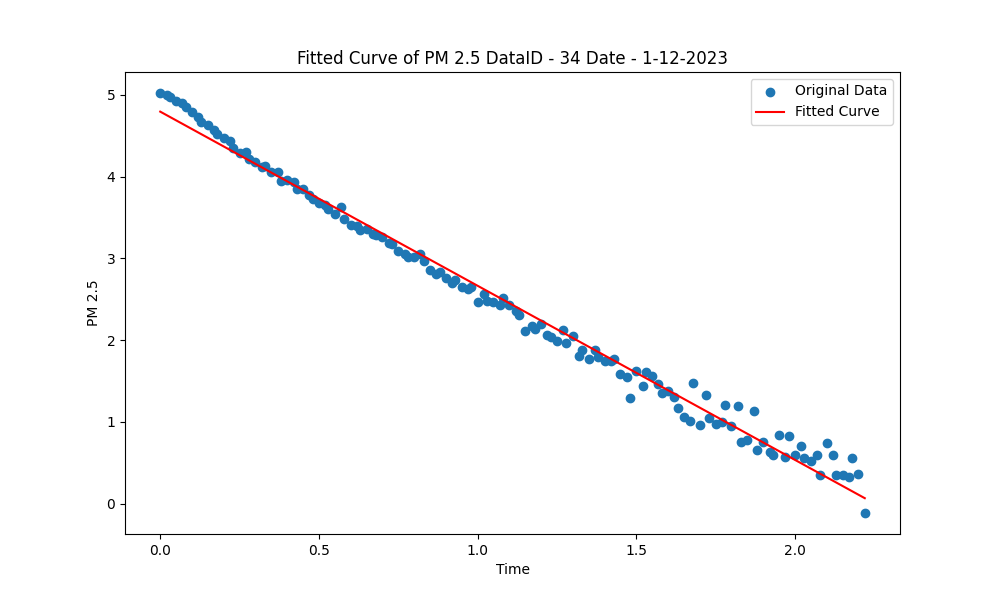 Fitted Curve of PM 2.5 DataID - 34 Date - 1-12-2023
Original Data
Fitted Curve
5
4
3
2
1
0
PM 2.5
0.0 0.5 1.0 1.5 2.0
Time